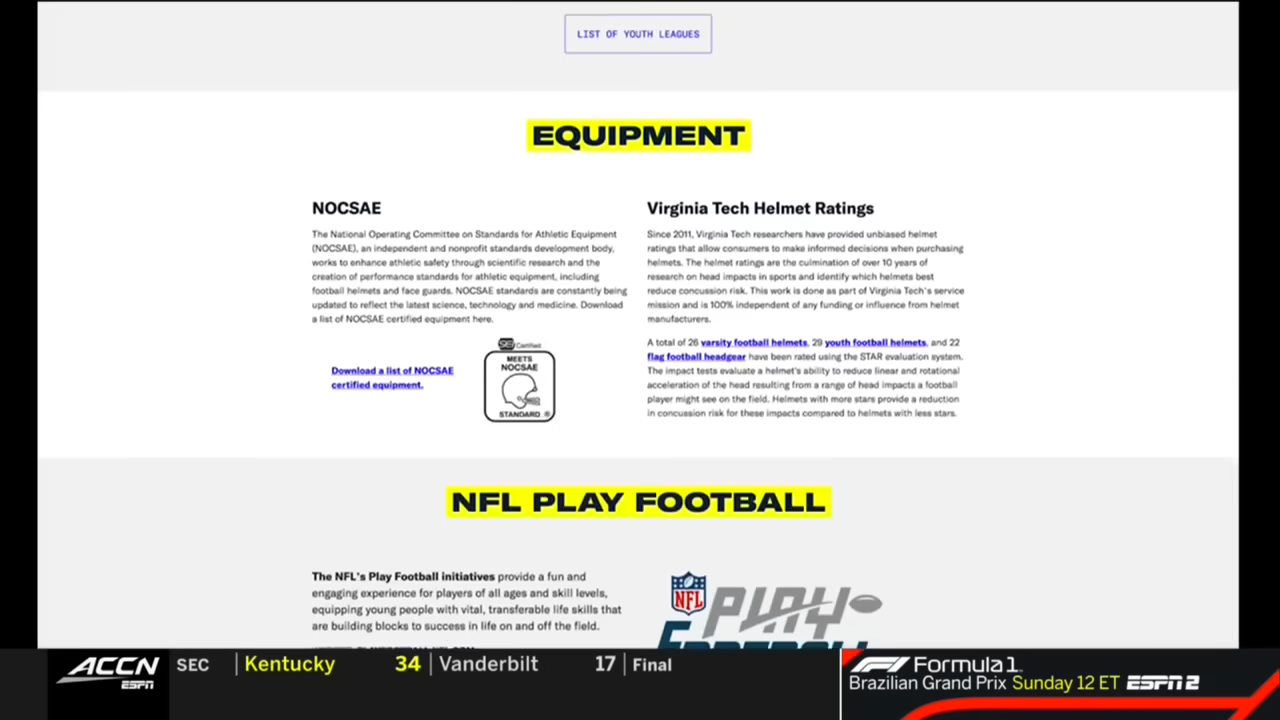 LIST OF YOUTH LEAGUES
EQUIPMENT
NOCSAE
The National Operating Committee on Standards for Athletic Equipment
(NOCSAE), an independent and nonprofit standards development body,
works to enhance athletic safety through scientific research and the
creation of performance standards for athletic equipment, including
football helmets and face guards. NOCSAE standards are constantly being
updated to reflect the latest science, technology and medicine. Download
a list of NOCSAE certified equipment here.
Download a list of NOCSAE
certified equipment.
SEI Certified
MEETS
NOCSAE
STANDARD ®
Virginia Tech Helmet Ratings
Since 2011, Virginia Tech researchers have provided unbiased helmet
ratings that allow consumers to make informed decisions when purchasing
helmets. The helmet ratings are the culmination of over 10 years of
research on head impacts in sports and identify which helmets best
reduce concussion risk. This work is done as part of Virginia Tech's service
mission and is 100% independent of any funding or influence from helmet
manufacturers.
A total of 26 varsity football helmets, 29 youth football helmets, and 22
flag football headgear have been rated using the STAR evaluation system.
The impact tests evaluate a helmet's ability to reduce linear and rotational
acceleration of the head resulting from a range of head impacts a football
player might see on the field. Helmets with more stars provide a reduction
in concussion risk for these impacts compared to helmets with less stars.
NFL PLAY FOOTBALL
The NFL's Play Football initiatives provide a fun and
engaging experience for players of all ages and skill levels,
equipping young people with vital, transferable life skills that
are building blocks to success in life on and off the field.
NFL PLAY
FOOTBALL
ACCN
ESPN
SEC Kentucky 34 Vanderbilt 17 Final
F1 Formula 1
Brazilian Grand Prix Sunday 12 ET ESPN2